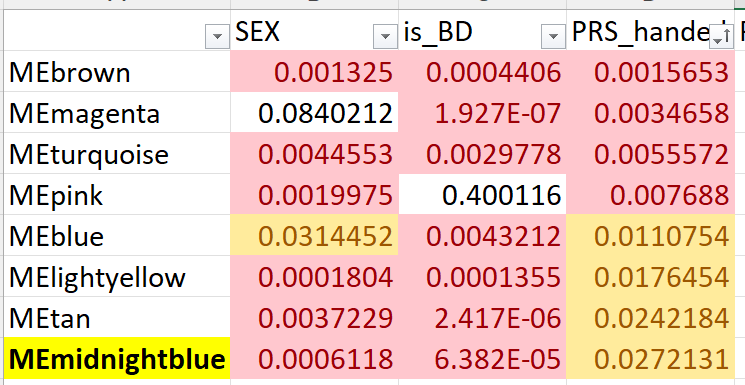 SEX is_BD PRS_handed
MEbrown 0.001325 0.0004406 0.0015653
MEmagenta 0.0840212 1.927E-07 0.0034658
MEturquoise 0.0044553 0.0029778 0.0055572
MEpink 0.0019975 0.400116 0.007688
MEblue 0.0314452 0.0043212 0.0110754
MElightyellow 0.0001804 0.0001355 0.0176454
MEtan 0.0037229 2.417E-06 0.0242184
MEmidnightblue 0.0006118 6.382E-05 0.0272131